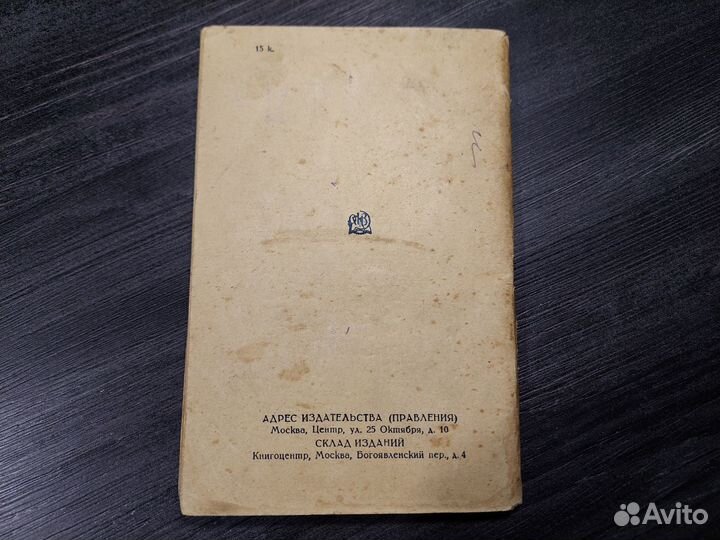 15 к.
АДРЕС ИЗДАТЕЛЬСТВА (ПРАВЛЕНИЯ)
Москва, Центр, ул. 25 Октября, д. 10
СКЛАД ИЗДАНИЙ
Книгоцентр, Москва, Богоявленский пер., д. 4
Avito